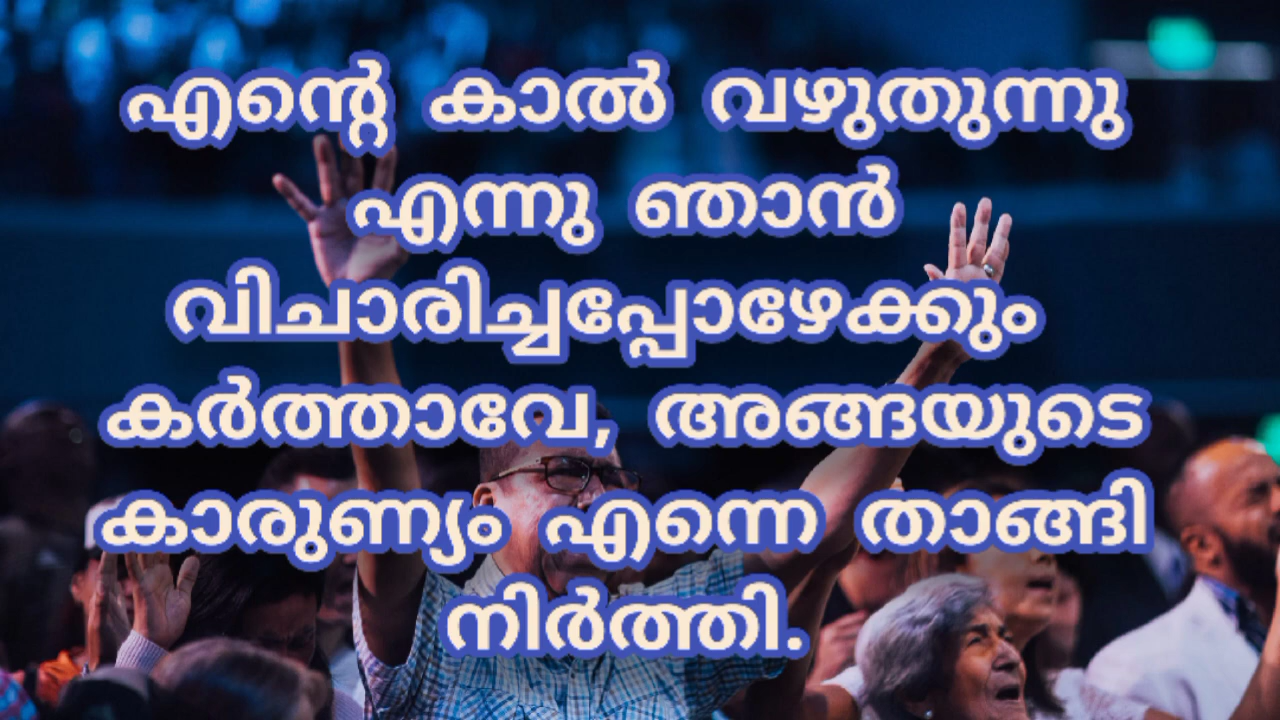 എന്റെ കാൽ വഴുതുന്നു
എന്നു ഞാൻ
വിചാരിച്ചപ്പോഴേക്കും
കർത്താവേ, അങ്ങയുടെ
കാരുണ്യം എന്നെ താങ്ങി
നിർത്തി.